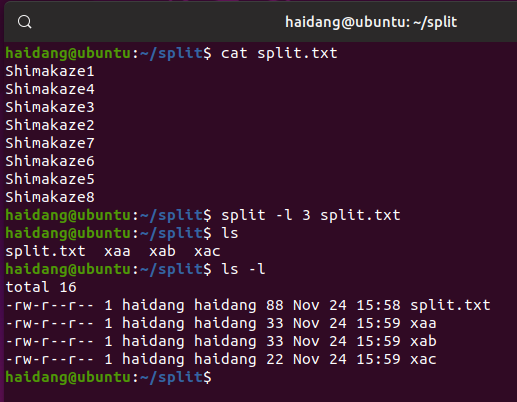 haidang@ubuntu: ~/split
haidang@ubuntu:~/split$ cat split.txt
Shimakaze1
Shimakaze4
Shimakaze3
Shimakaze2
Shimakaze7
Shimakaze6
Shimakaze5
Shimakaze8
haidang@ubuntu:~/split$ split -l 3 split.txt
haidang@ubuntu:~/split$ ls
split.txt  xaa  xab  xac
haidang@ubuntu:~/split$ ls -l
total 16
-rw-r--r-- 1 haidang haidang 88 Nov 24 15:58 split.txt
-rw-r--r-- 1 haidang haidang 33 Nov 24 15:59 xaa
-rw-r--r-- 1 haidang haidang 33 Nov 24 15:59 xab
-rw-r--r-- 1 haidang haidang 22 Nov 24 15:59 xac
haidang@ubuntu:~/split$